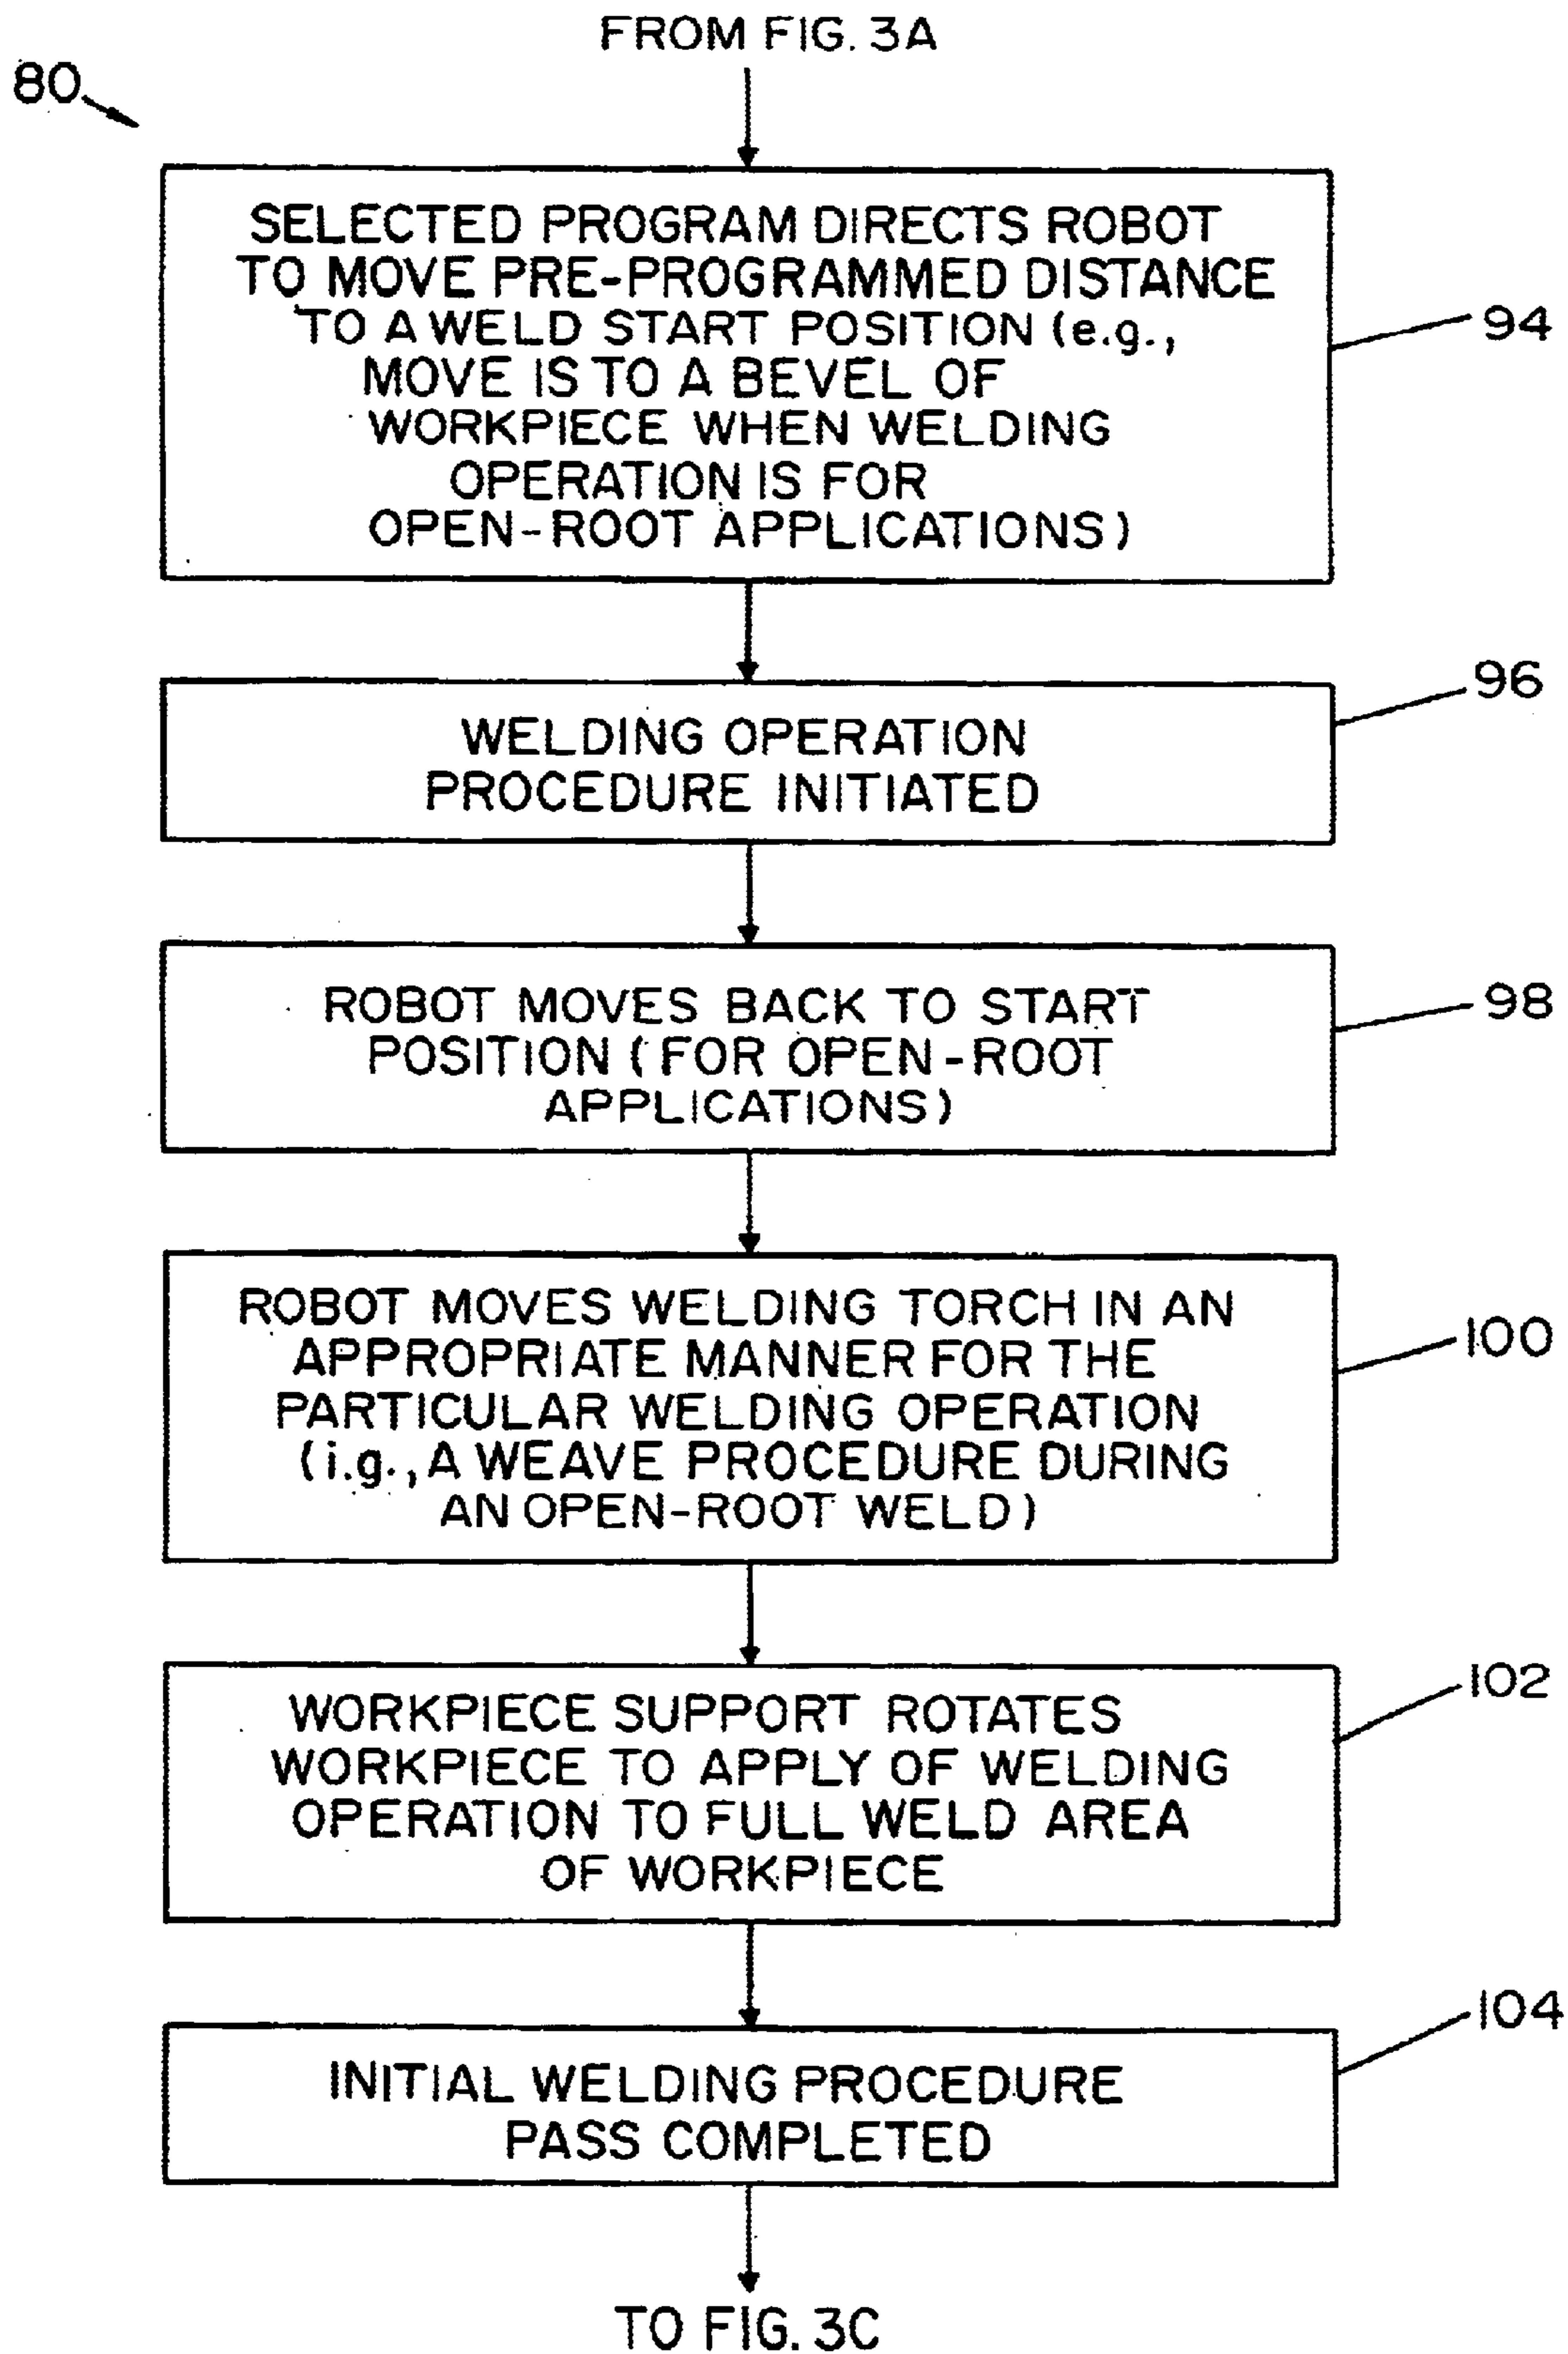 FROM FIG. 3A
80
SELECTED PROGRAM DIRECTS ROBOT
TO MOVE PRE-PROGRAMMED DISTANCE
TO A WELD START POSITION (e.g.,
MOVE IS TO A BEVEL OF
WORKPIECE WHEN WELDING
OPERATION IS FOR
OPEN-ROOT APPLICATIONS)
94
WELDING OPERATION
PROCEDURE INITIATED
96
ROBOT MOVES BACK TO START
POSITION (FOR OPEN-ROOT
APPLICATIONS)
98
ROBOT MOVES WELDING TORCH IN AN
APPROPRIATE MANNER FOR THE
PARTICULAR WELDING OPERATION
(i.g., A WEAVE PROCEDURE DURING
AN OPEN-ROOT WELD)
100
WORKPIECE SUPPORT ROTATES
WORKPIECE TO APPLY OF WELDING
OPERATION TO FULL WELD AREA
OF WORKPIECE
102
INITIAL WELDING PROCEDURE
PASS COMPLETED
104
TO FIG. 3C